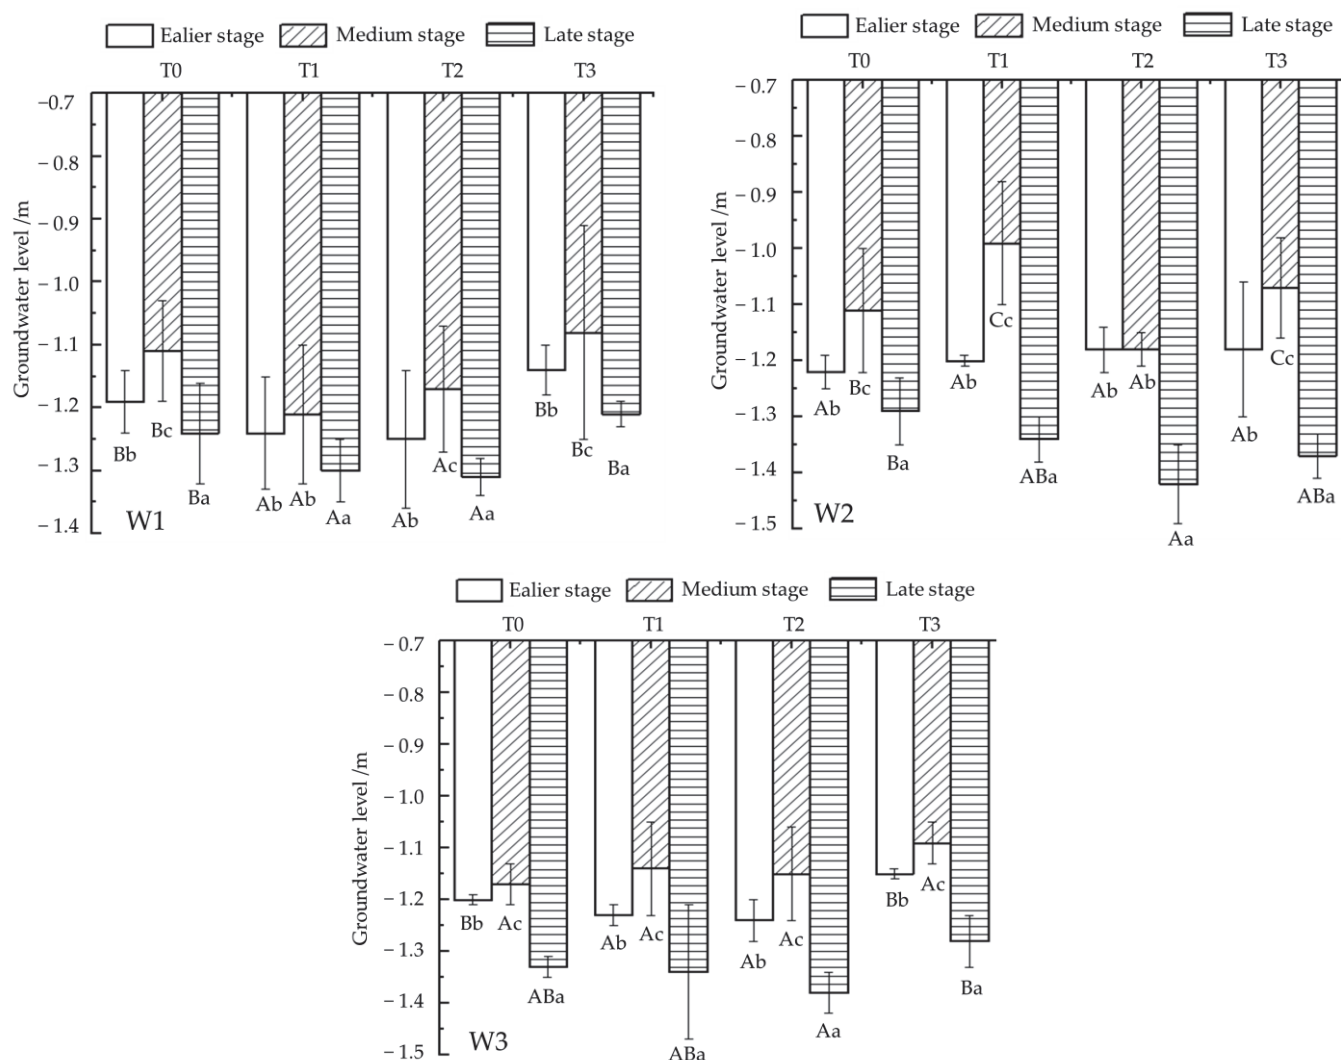 Ealier stage Medium stage Late stage
T0 T1 T2 T3
Groundwater level /m
−0.7
−0.8
−0.9
−1.0
−1.1
−1.2
−1.3
−1.4
Bb Bc Ba Ab Ab Aa Ab Ac Aa Bb Bc Ba
W1
Ealier stage Medium stage Late stage
T0 T1 T2 T3
Groundwater level /m
−0.7
−0.8
−0.9
−1.0
−1.1
−1.2
−1.3
−1.4
−1.5
Ab Bc Ba Ab Cc ABa Ab Ab Aa Ab Cc ABa
W2
Ealier stage Medium stage Late stage
T0 T1 T2 T3
Groundwater level /m
−0.7
−0.8
−0.9
−1.0
−1.1
−1.2
−1.3
−1.4
−1.5
Bb Ac ABa Ab Ac ABa Ab Ac Aa Bb Ac Ba
W3